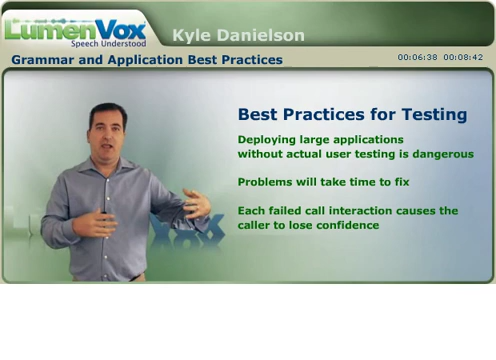 LumenVox
Speech Understood
Kyle Danielson
Grammar and Application Best Practices
00:06:38 00:08:42
Best Practices for Testing
Deploying large applications
without actual user testing is dangerous
Problems will take time to fix
Each failed call interaction causes the
caller to lose confidence